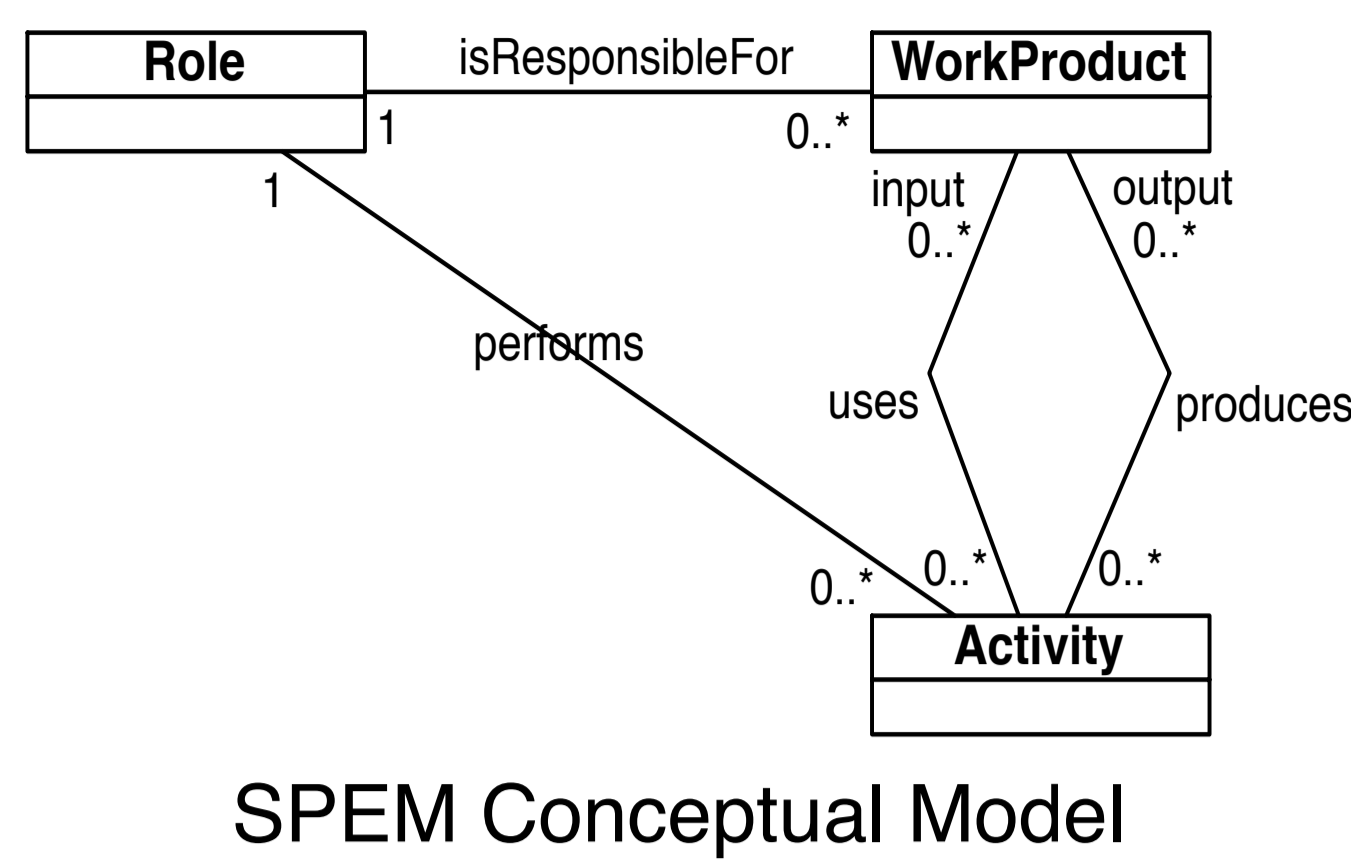 Role
isResponsibleFor
WorkProduct
1
0..*
1
input
output
0..*
0..*
performs
uses
produces
0..*
0..*
0..*
Activity
SPEM Conceptual Model